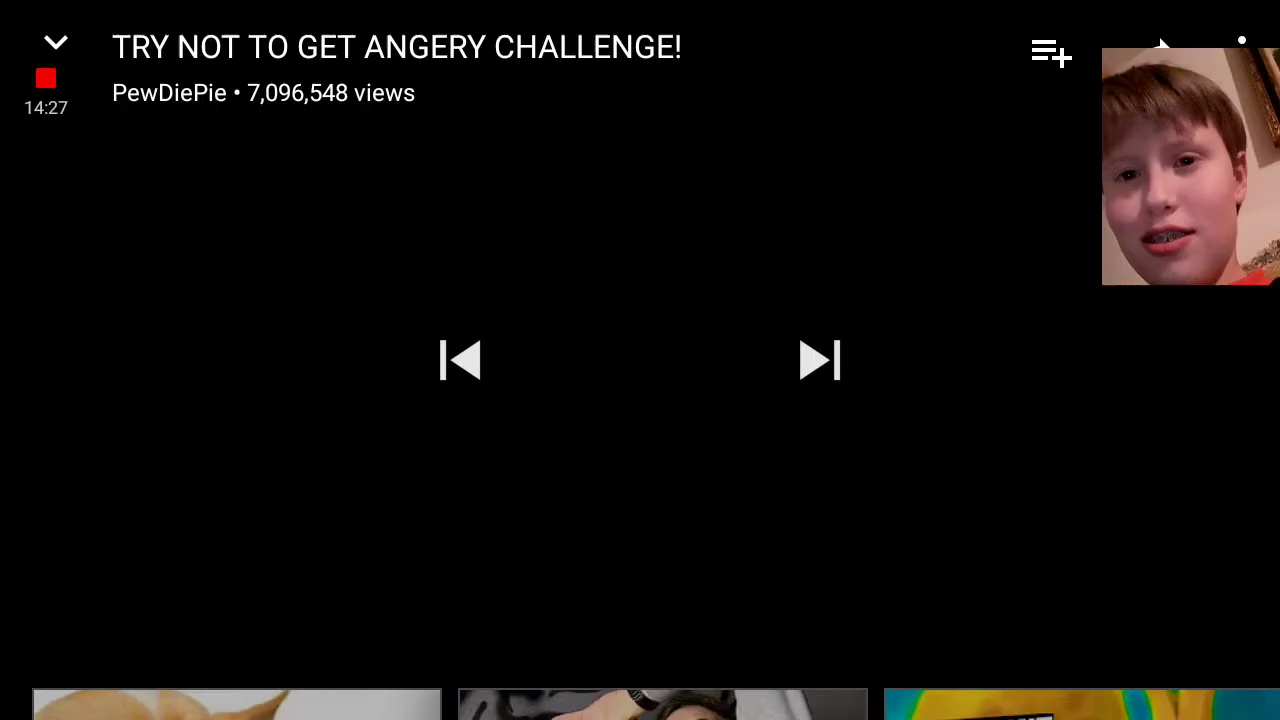 TRY NOT TO GET ANGERY CHALLENGE!
PewDiePie • 7,096,548 views
14:27